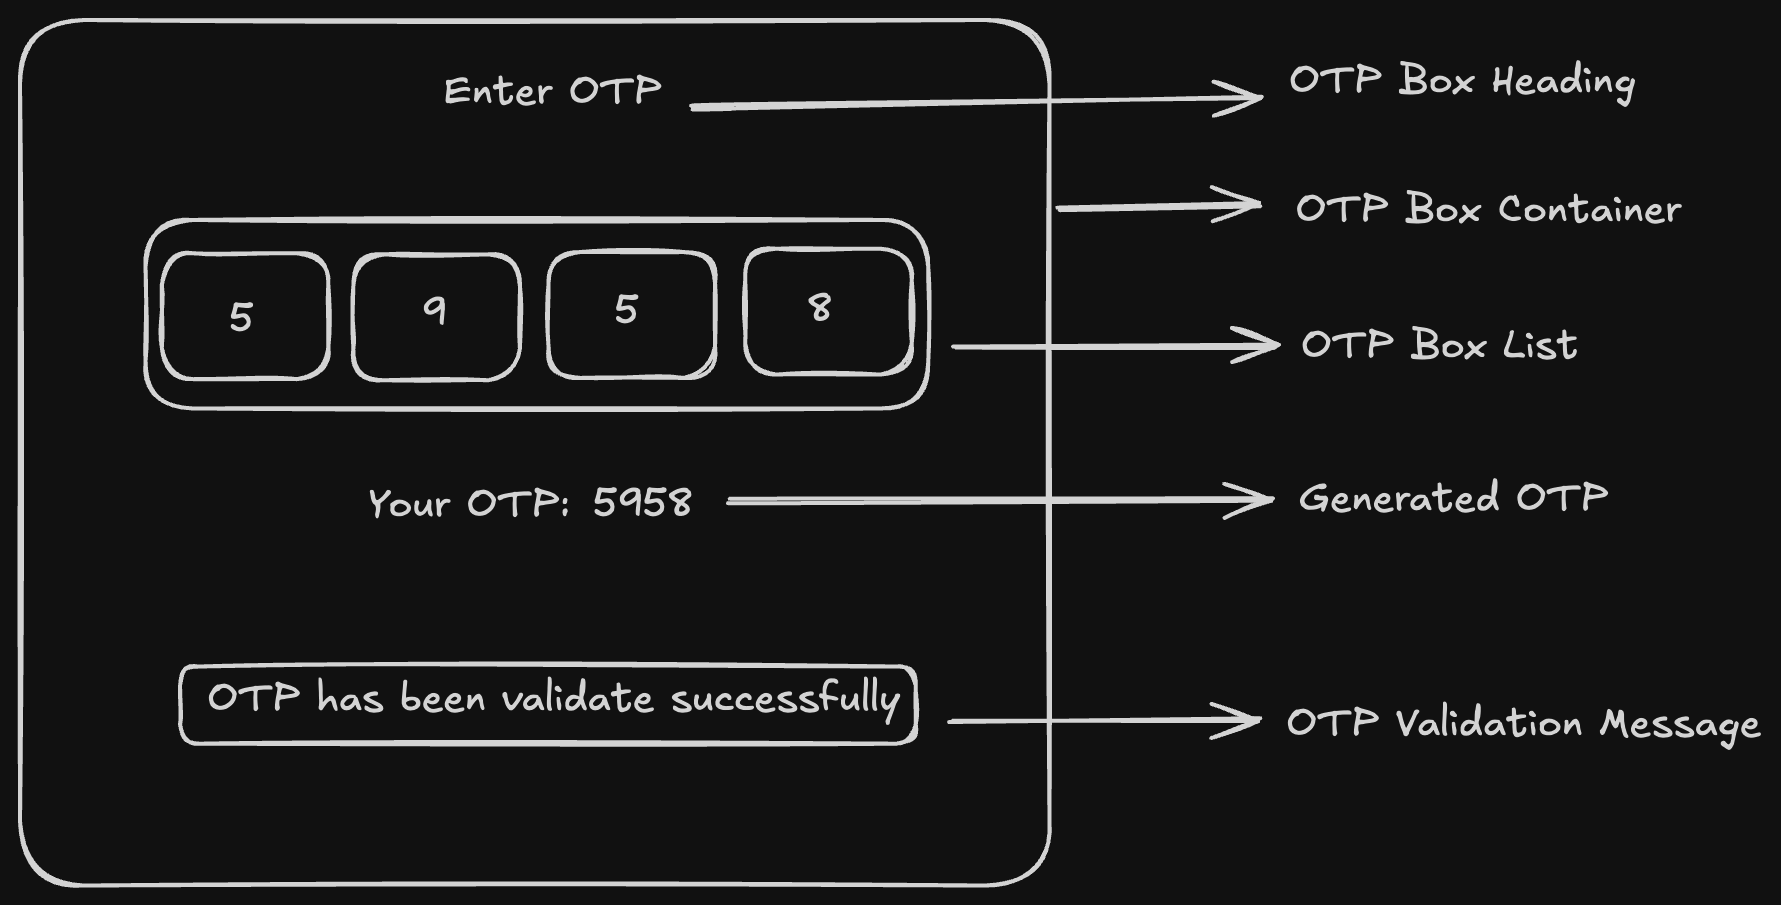 Enter OTP
OTP Box Heading
OTP Box Container
5 9 5 8
OTP Box List
Your OTP: 5958
Generated OTP
OTP has been validate successfully
OTP Validation Message